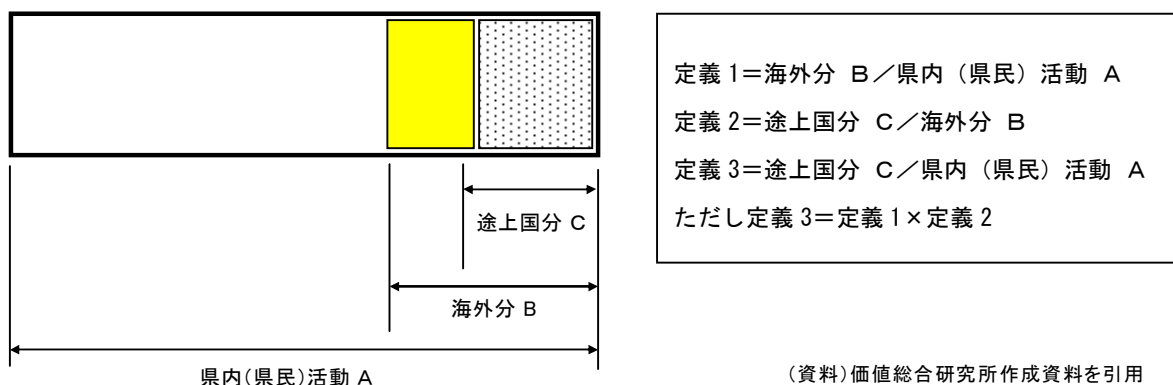 定義1＝海外分 B／県内（県民）活動 A
定義2＝途上国分 C／海外分 B
定義3＝途上国分 C／県内（県民）活動 A
ただし定義3＝定義1×定義2
途上国分 C
海外分 B
県内(県民)活動 A
(資料)価値総合研究所作成資料を引用